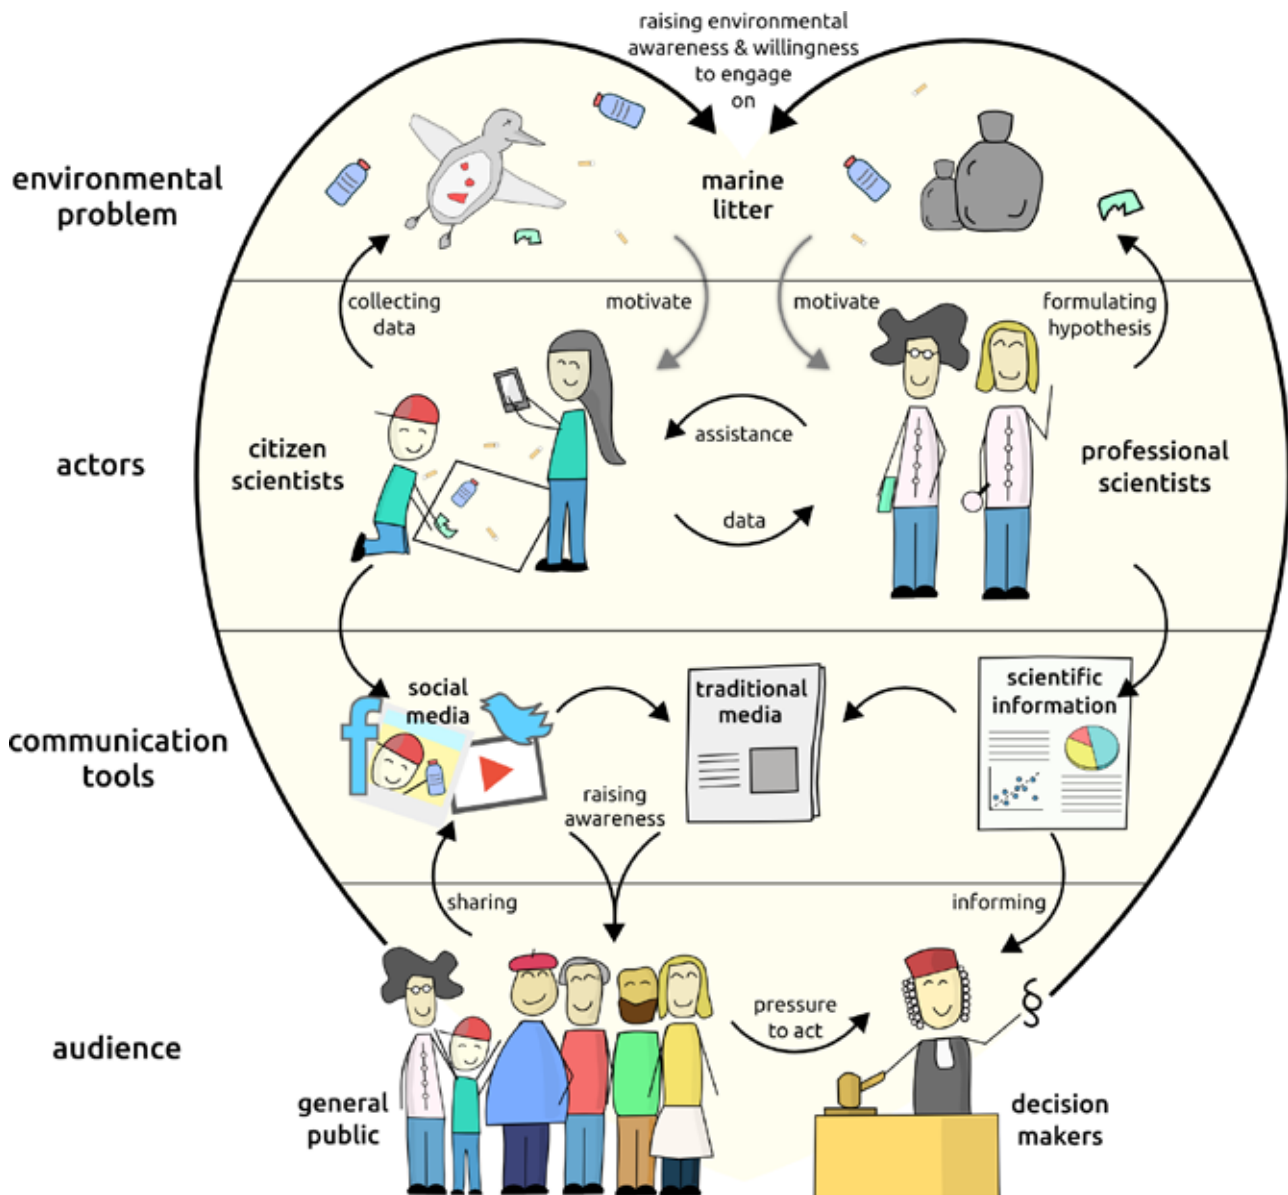 raising environmental
awareness & willingness
to engage
on
environmental
problem
marine
litter
collecting
data
motivate
motivate
formulating
hypothesis
actors
citizen
scientists
assistance
data
professional
scientists
communication
tools
social
media
f
traditional
media
scientific
information
raising
awareness
sharing
informing
audience
general
public
pressure
to act
§
decision
makers